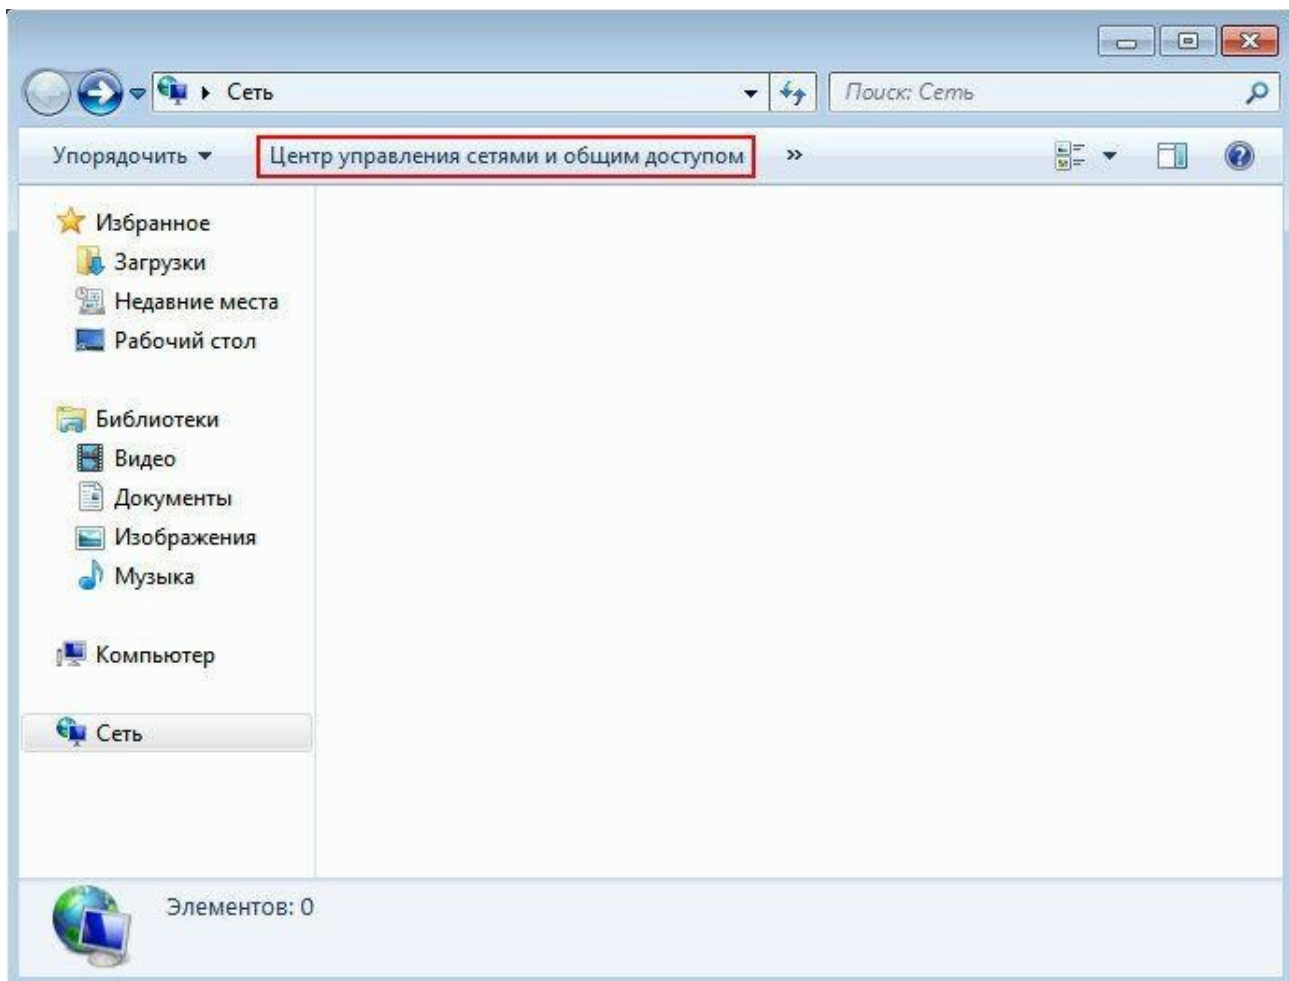 Сеть
Поиск: Сеть
Упорядочить
Центр управления сетями и общим доступом
»
Избранное
Загрузки
Недавние места
Рабочий стол
Библиотеки
Видео
Документы
Изображения
Музыка
Компьютер
Сеть
Элементов: 0